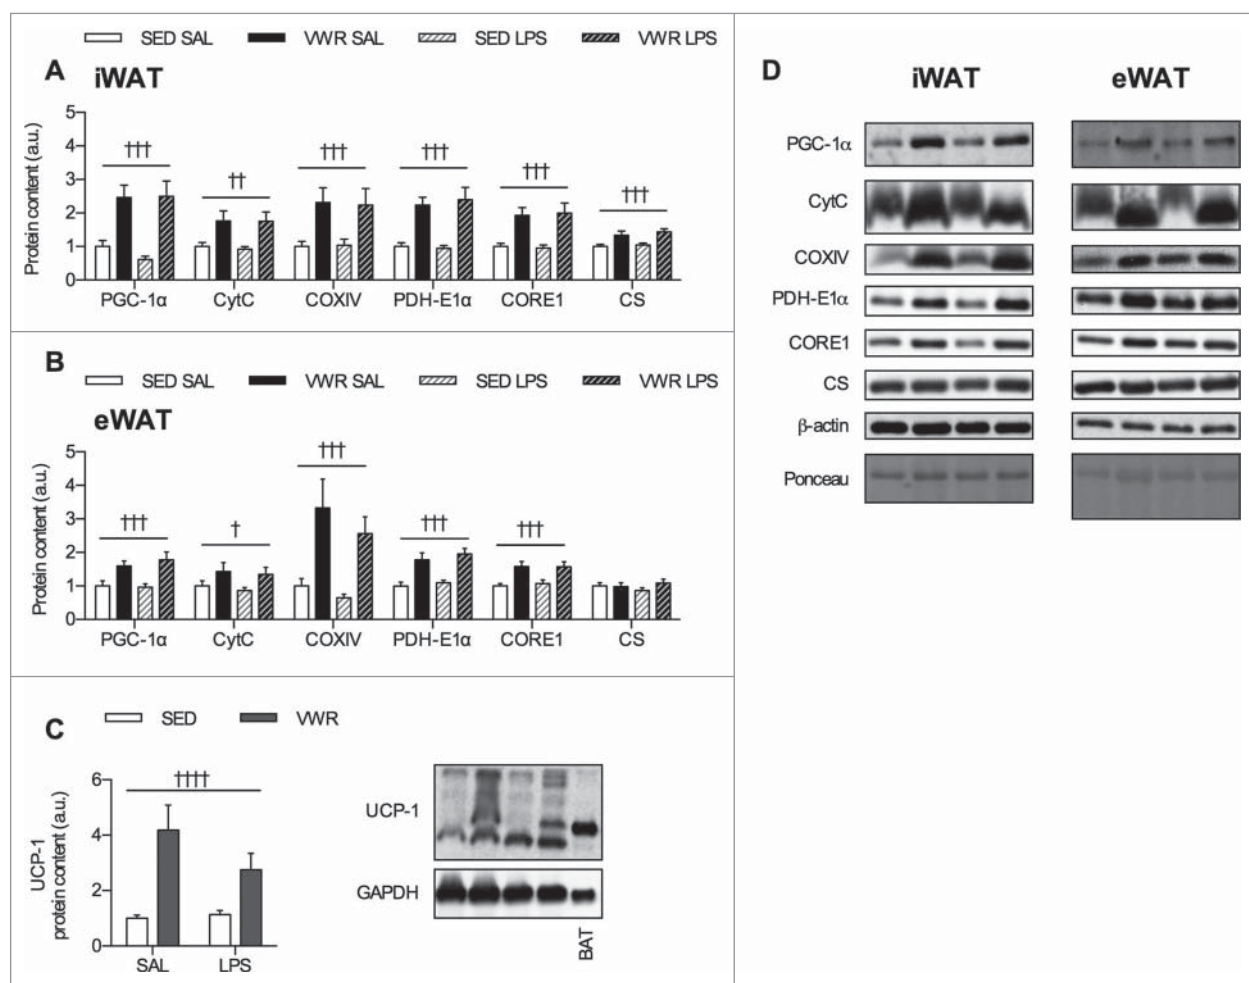 SED SAL VWR SAL SED LPS VWR LPS
A iWAT
Protein content (a.u.)
5
4
3
2
1
0
††† †† ††† ††† ††† †††
PGC-1α CytC COXIV PDH-E1α CORE1 CS
B
SED SAL VWR SAL SED LPS VWR LPS
eWAT
Protein content (a.u.)
5
4
3
2
1
0
††† † ††† ††† †††
PGC-1α CytC COXIV PDH-E1α CORE1 CS
C
SED VWR
UCP-1
protein content (a.u.)
6
4
2
0
††††
SAL LPS
UCP-1
GAPDH
BAT
D
iWAT eWAT
PGC-1α
CytC
COXIV
PDH-E1α
CORE1
CS
β-actin
Ponceau